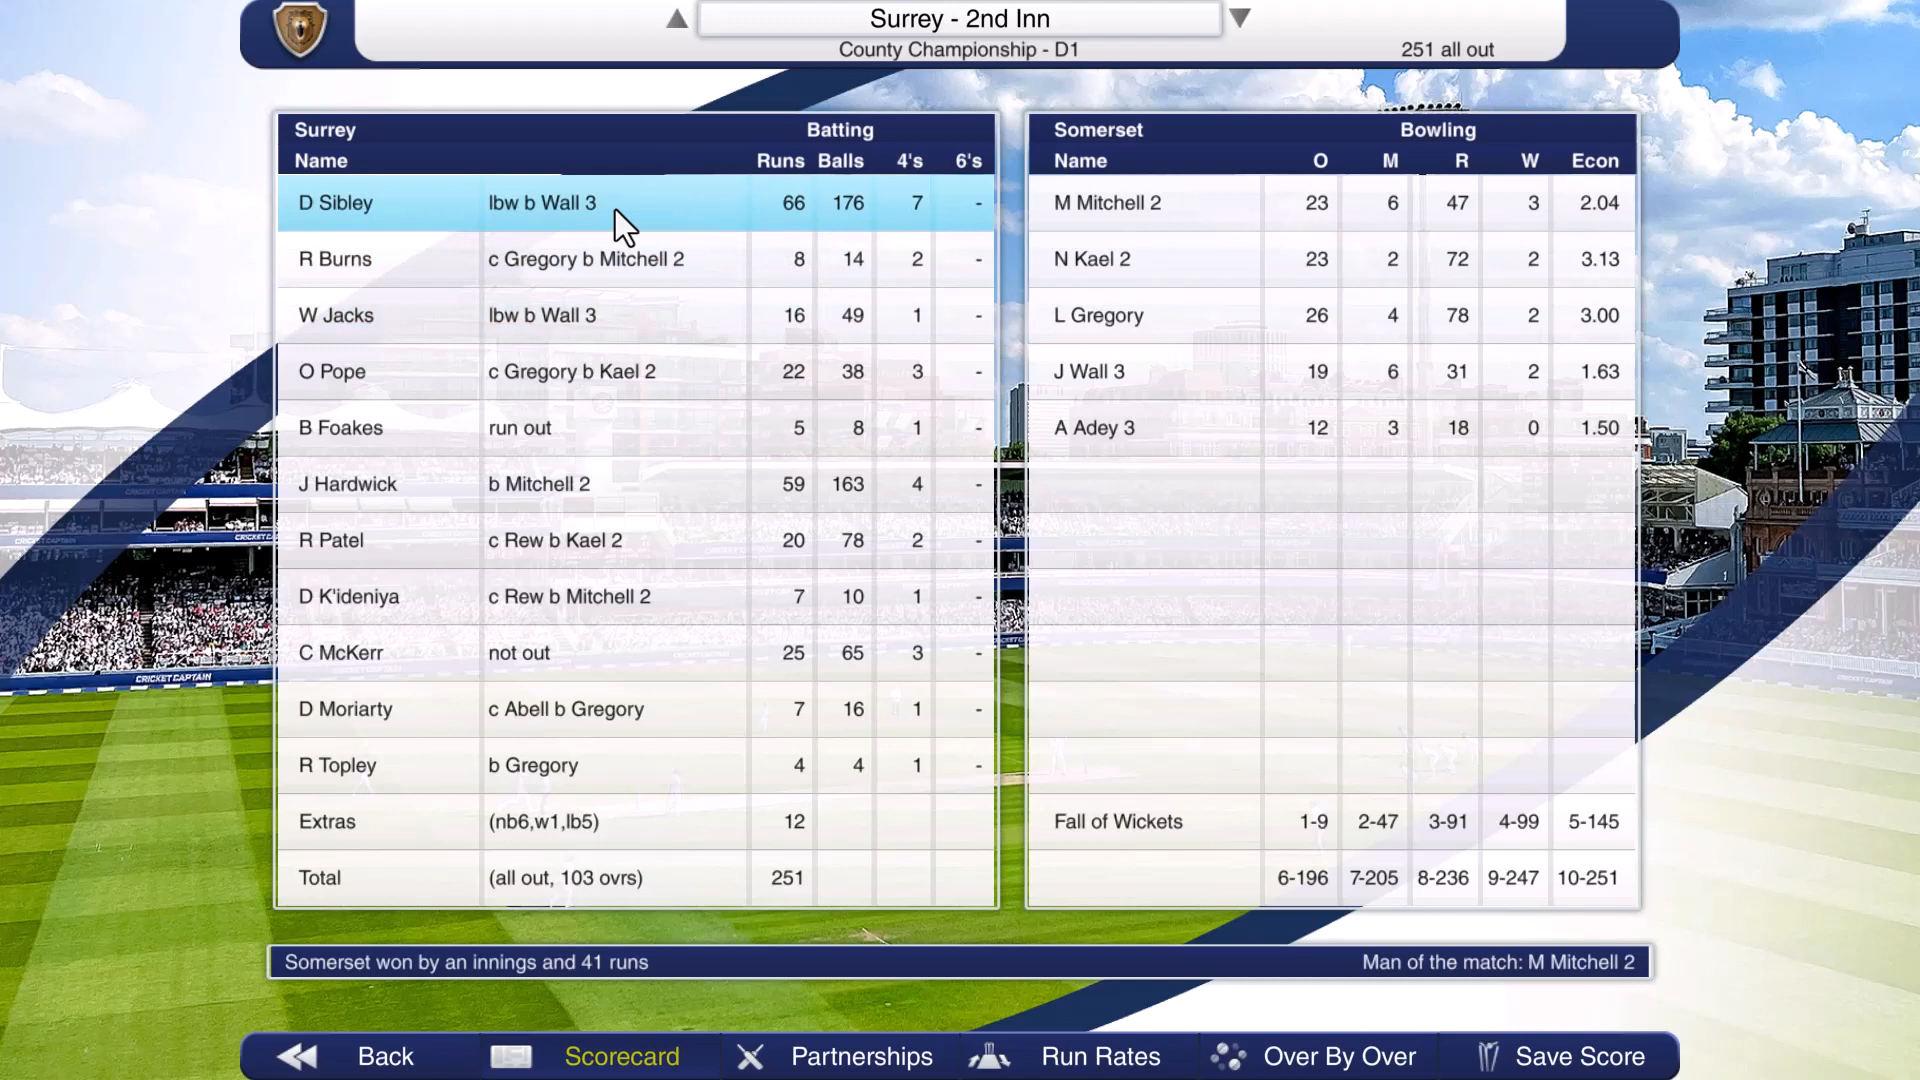 Surrey - 2nd Inn
County Championship - D1
251 all out
Surrey Batting
Name Runs Balls 4's 6's
D Sibley lbw b Wall 3 66 176 7 -
R Burns c Gregory b Mitchell 2 8 14 2 -
W Jacks lbw b Wall 3 16 49 1 -
O Pope c Gregory b Kael 2 22 38 3 -
B Foakes run out 5 8 1 -
J Hardwick b Mitchell 2 59 163 4 -
R Patel c Rew b Kael 2 20 78 2 -
D K'ideniya c Rew b Mitchell 2 7 10 1 -
C McKerr not out 25 65 3 -
D Moriarty c Abell b Gregory 7 16 1 -
R Topley b Gregory 4 4 1 -
Extras (nb6,w1,lb5) 12
Total (all out, 103 ovrs) 251
Somerset Bowling
Name O M R W Econ
M Mitchell 2 23 6 47 3 2.04
N Kael 2 23 2 72 2 3.13
L Gregory 26 4 78 2 3.00
J Wall 3 19 6 31 2 1.63
A Adey 3 12 3 18 0 1.50
Fall of Wickets 1-9 2-47 3-91 4-99 5-145
6-196 7-205 8-236 9-247 10-251
CRICKET CAPTAIN
Somerset won by an innings and 41 runs
Man of the match: M Mitchell 2
Back Scorecard Partnerships Run Rates Over By Over Save Score